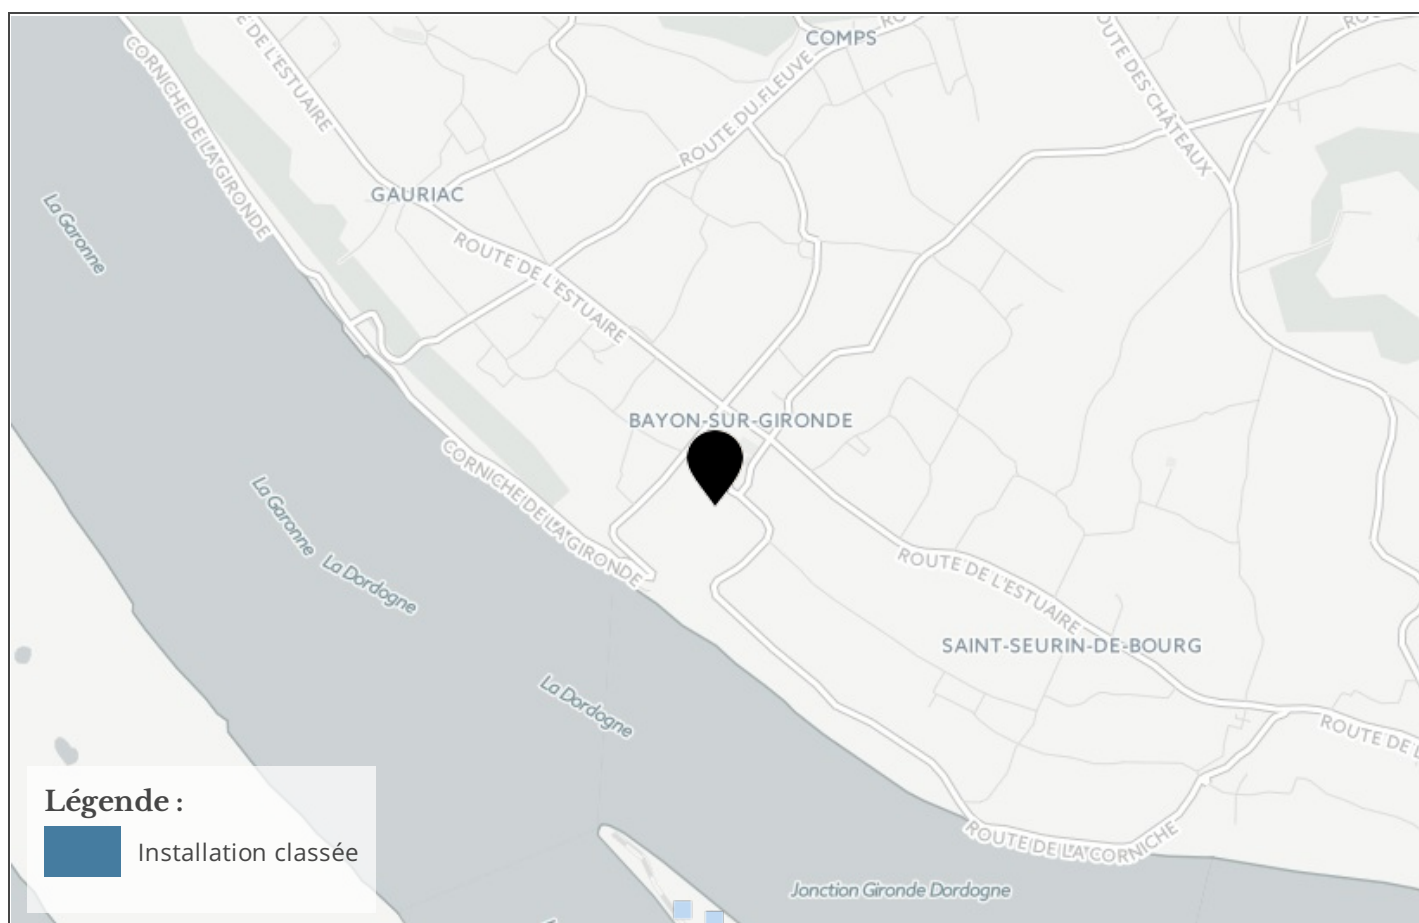 COMPS
CORNICHE DE LA GIRONDE
DE L'ESTUAIRE
ROUTE DU FLEUVE
ROUTE DES CHÂTEAUX
GAURIAC
La Garonne
ROUTE DE L'ESTUAIRE
BAYON-SUR-GIRONDE
CORNICHE DE LA GIRONDE
La Garonne
La Dordogne
ROUTE DE L'ESTUAIRE
SAINT-SEURIN-DE-BOURG
La Dordogne
ROUTE DE L
Légende :
Installation classée
ROUTE DE LA CORNICHE
Jonction Gironde Dordogne